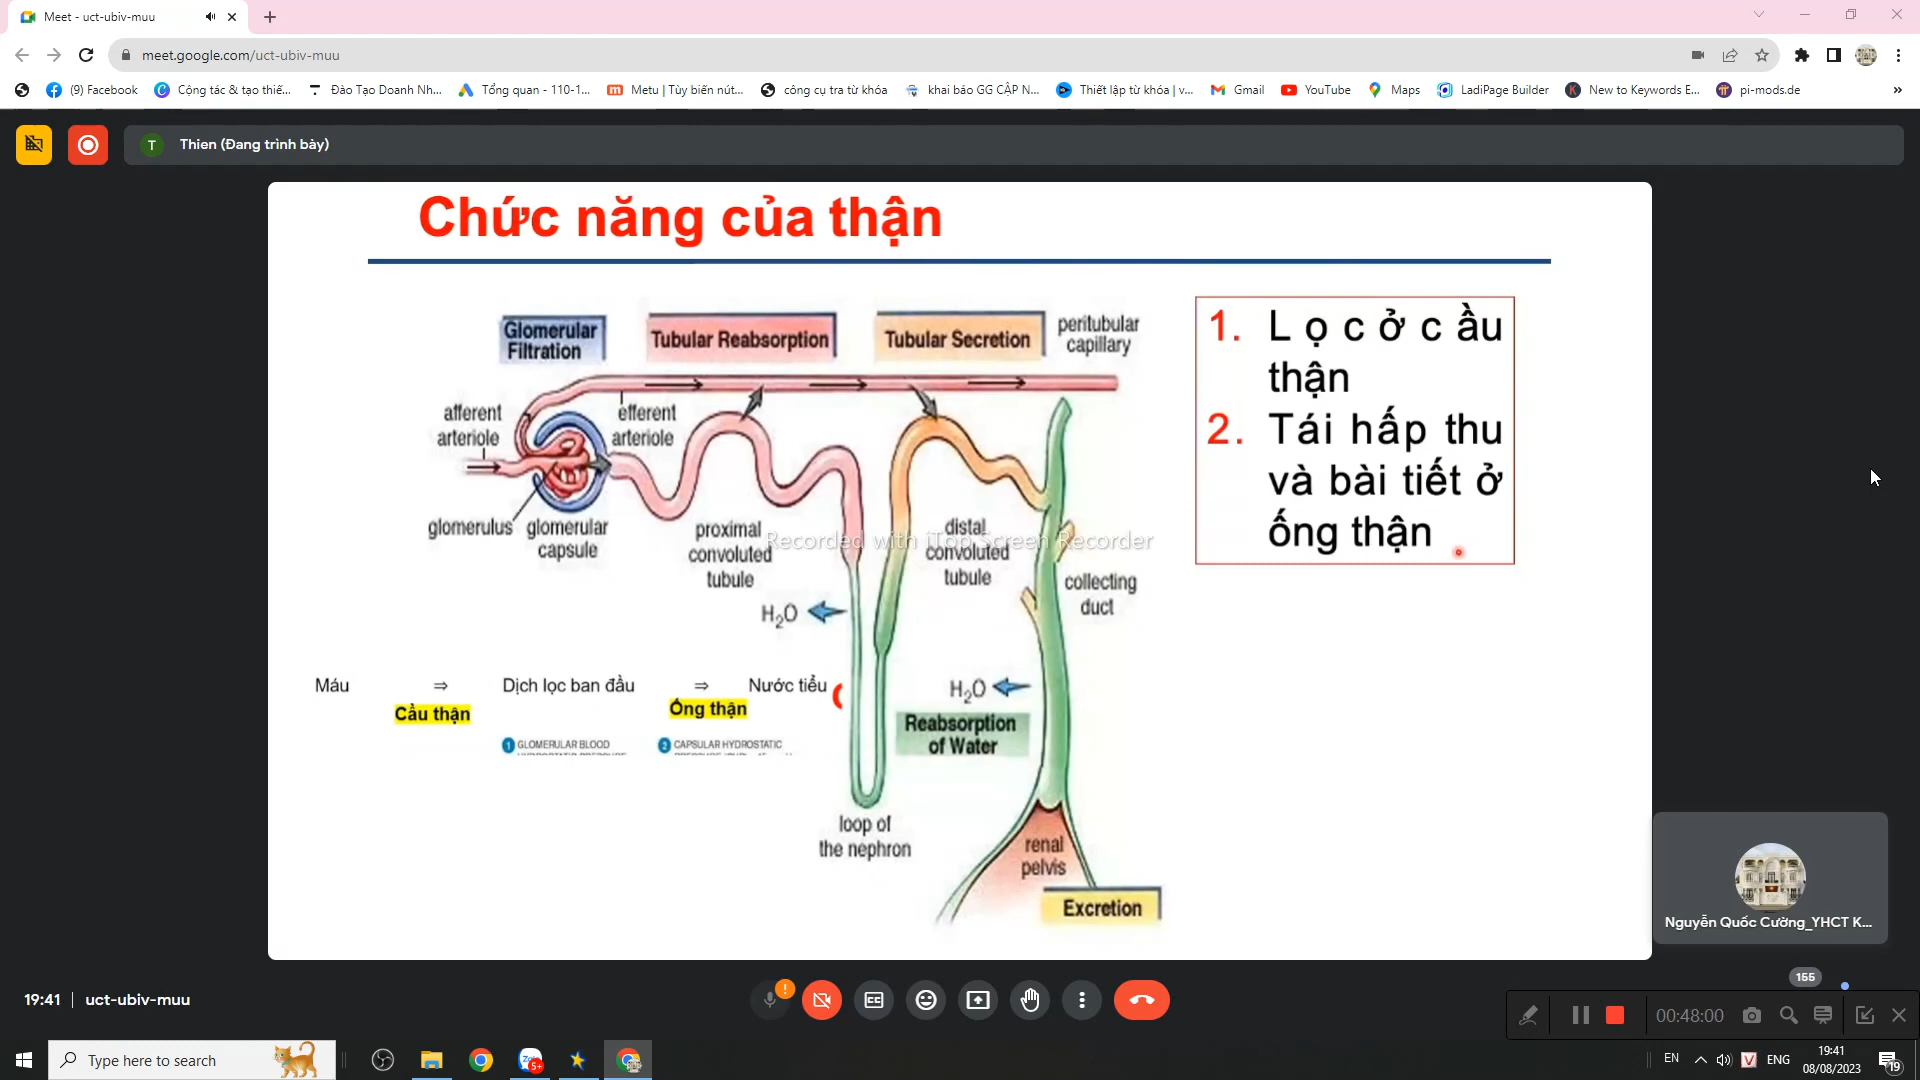 Meet - uct-ubiv-muu
meet.google.com/uct-ubiv-muu
(9) Facebook
Cộng tác & tạo thiế...
Đào Tạo Doanh Nh...
Tổng quan - 110-1...
Metu | Tùy biến nút...
công cụ tra từ khóa
khai báo GG CẬP N...
Thiết lập từ khóa | v...
Gmail
YouTube
Maps
LadiPage Builder
New to Keywords E...
pi-mods.de
»
T
Thien (Đang trình bày)
Chức năng của thận
Glomerular
Filtration
Tubular Reabsorption
Tubular Secretion
peritubular
capillary
afferent
arteriole
efferent
arteriole
glomerulus
glomerular
capsule
proximal
convoluted
tubule
distal
convoluted
tubule
collecting
duct
H2O
H2O
Reabsorption
of Water
loop of
the nephron
renal
pelvis
Excretion
1. Lọc ở cầu
thận
2. Tái hấp thu
và bài tiết ở
ống thận
Recorded with iTop Screen Recorder
Máu ⇒ Dịch lọc ban đầu ⇒ Nước tiểu
Cầu thận
Ống thận
1 GLOMERULAR BLOOD
2 CAPSULAR HYDROSTATIC
Nguyễn Quốc Cường_YHCT K...
155
19:41 | uct-ubiv-muu
00:48:00
Type here to search
5+
EN
V
ENG
19:41
08/08/2023
19